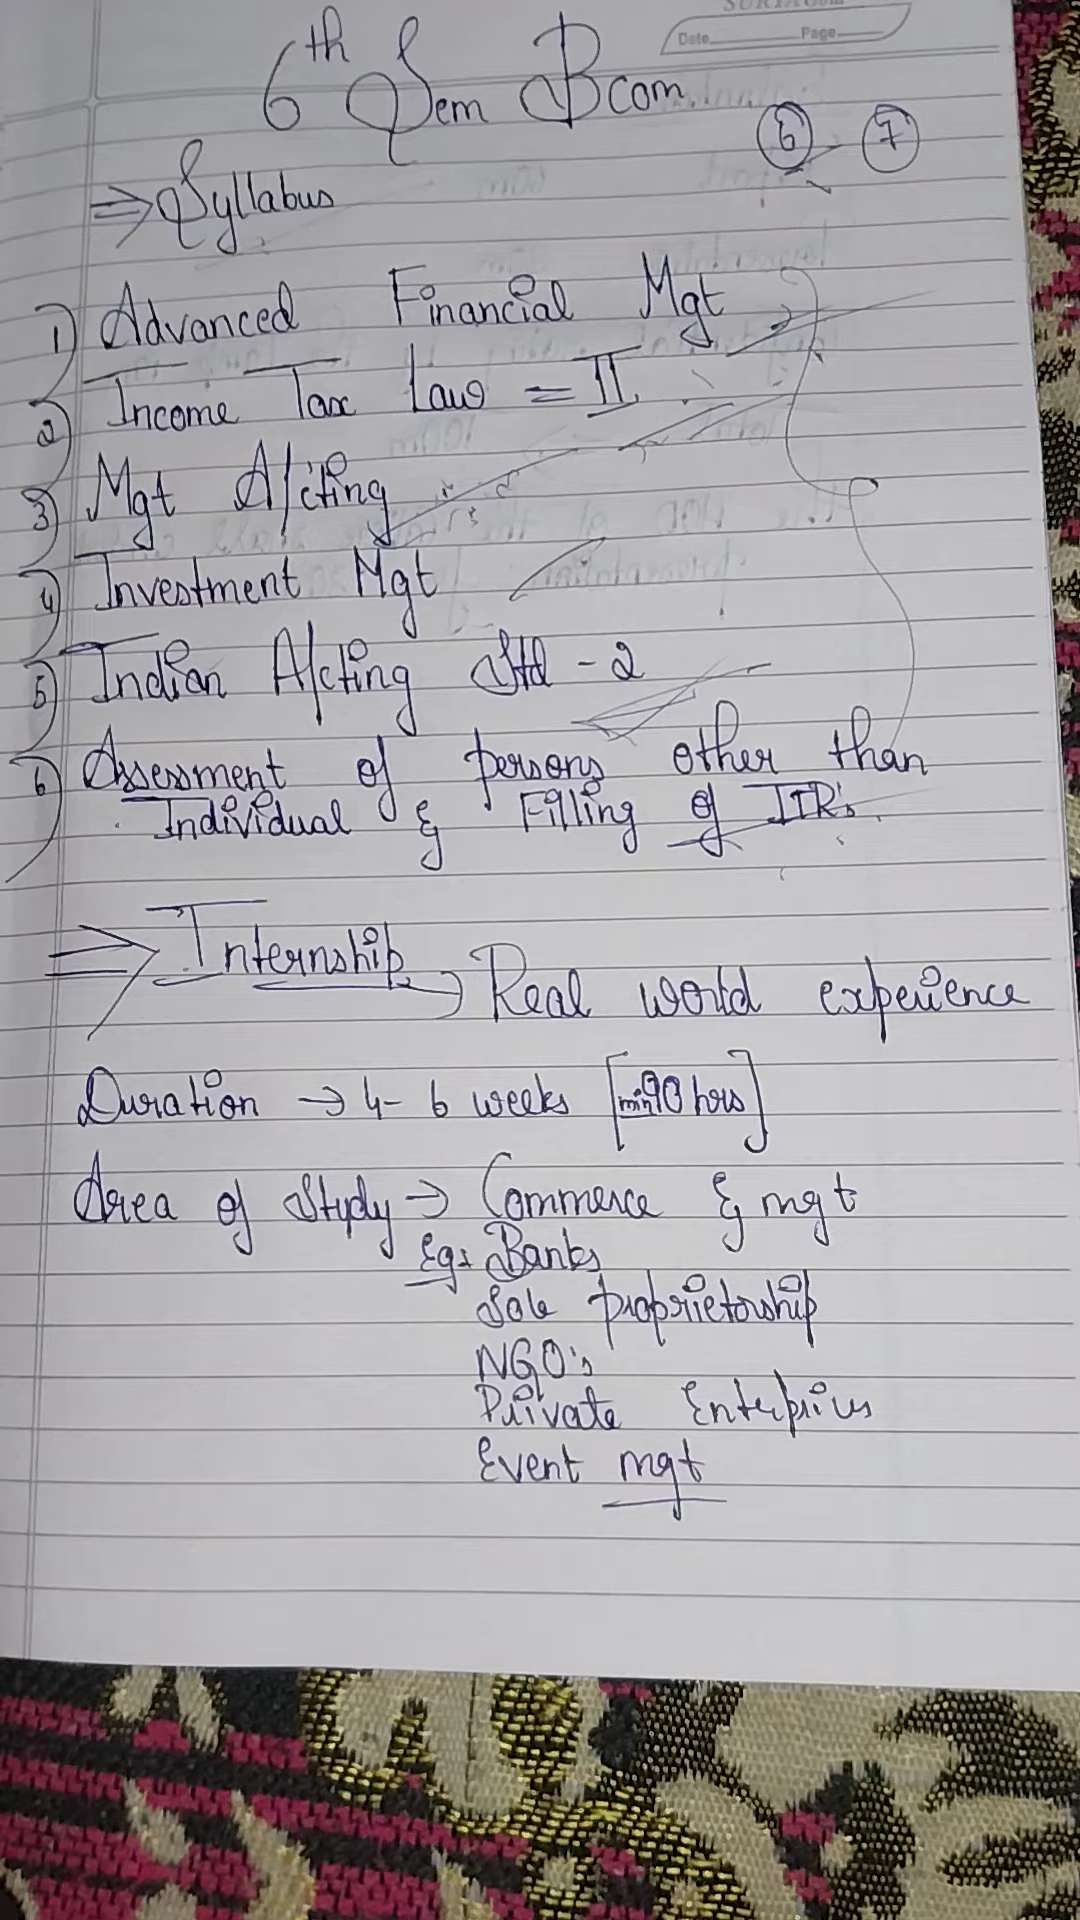 Date Page
6th Sem Bcom
6 7
⇒ Syllabus
1) Advanced Financial Mgt
2) Income Tax Law = II
3) Mgt A/cting
4) Investment Mgt
5) Indian A/cting Std - 2
6) Assessment of persons other than
Individual & Filling of ITR's.
⇒ Internship → Real world experience
Duration → 4- 6 weeks [min 90 hrs]
Area of Study → Commerce & mgt
Eg: Banks
Sole proprietorship
NGO's
Private Enterprises
Event mgt